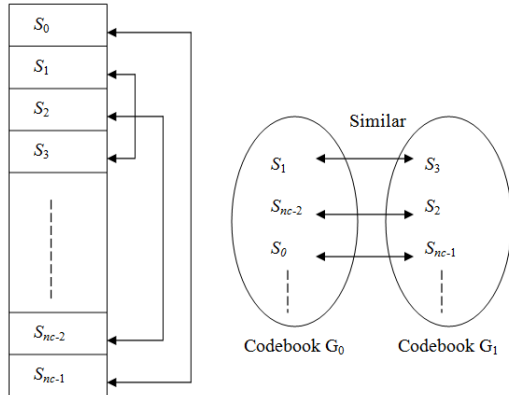 S₀
S₁
S₂
S₃
Sₙc₋₂
Sₙc₋₁
Similar
S₁ S₃
Sₙc₋₂ S₂
S₀ Sₙc₋₁
Codebook G₀ Codebook G₁